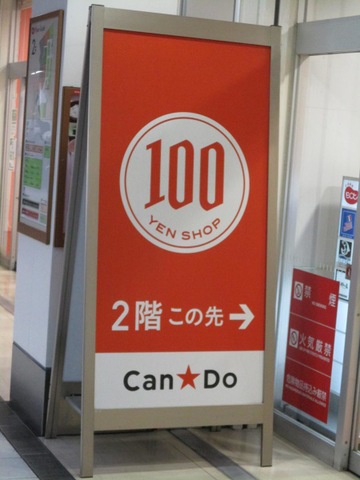 100
YEN SHOP
2階 この先→
Can★Do
禁煙
火気厳禁